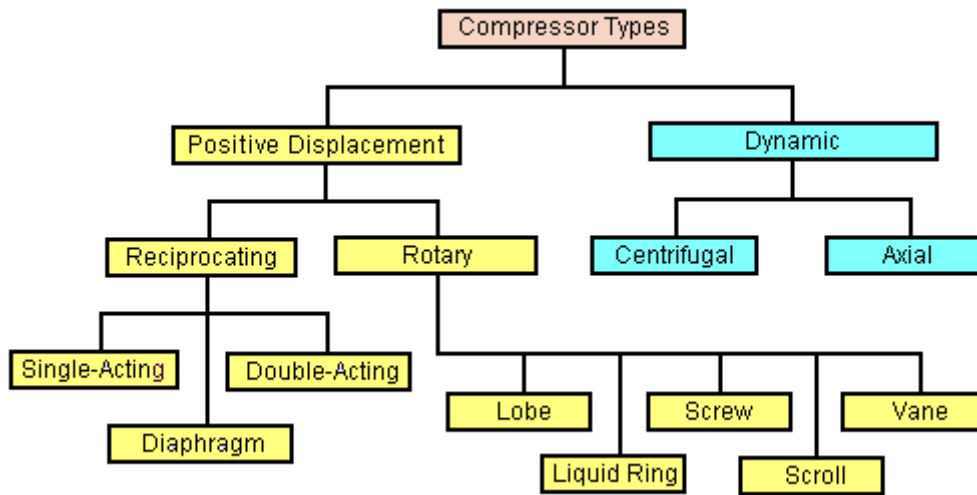 Compressor Types
Positive Displacement
Dynamic
Reciprocating
Rotary
Centrifugal
Axial
Single-Acting
Double-Acting
Diaphragm
Lobe
Screw
Vane
Liquid Ring
Scroll